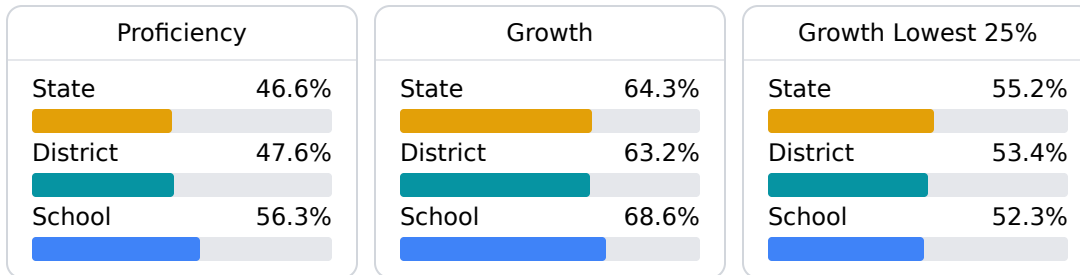 Proficiency
State 46.6%
District 47.6%
School 56.3%
Growth
State 64.3%
District 63.2%
School 68.6%
Growth Lowest 25%
State 55.2%
District 53.4%
School 52.3%